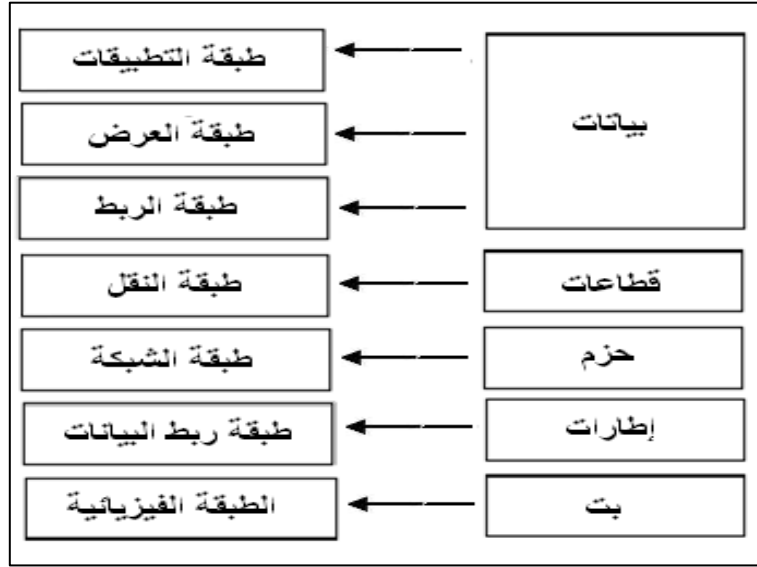 طبقة التطبيقات
بيانات
طبقة العرض
طبقة الربط
طبقة النقل
قطاعات
طبقة الشبكة
حزم
طبقة ربط البيانات
إطارات
الطبقة الفيزيائية
بت